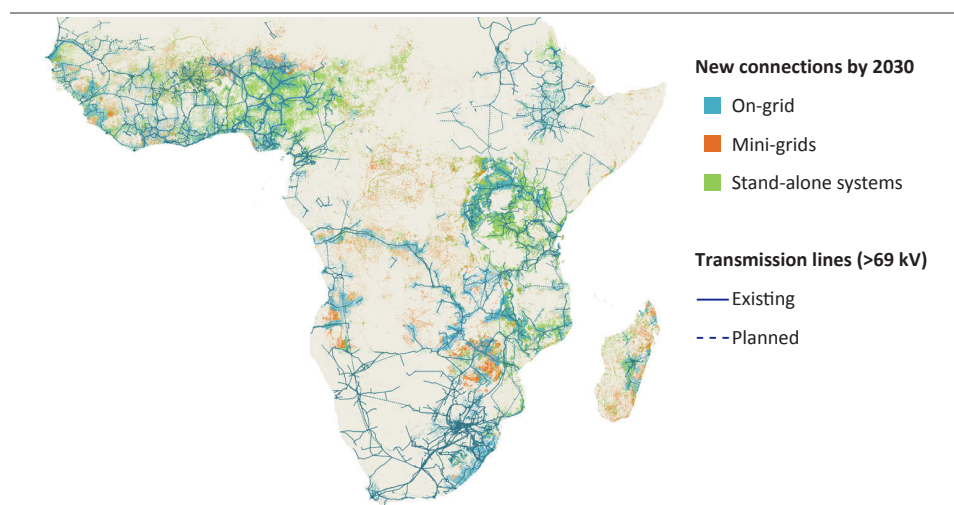 New connections by 2030
On-grid
Mini-grids
Stand-alone systems
Transmission lines (>69 kV)
Existing
Planned